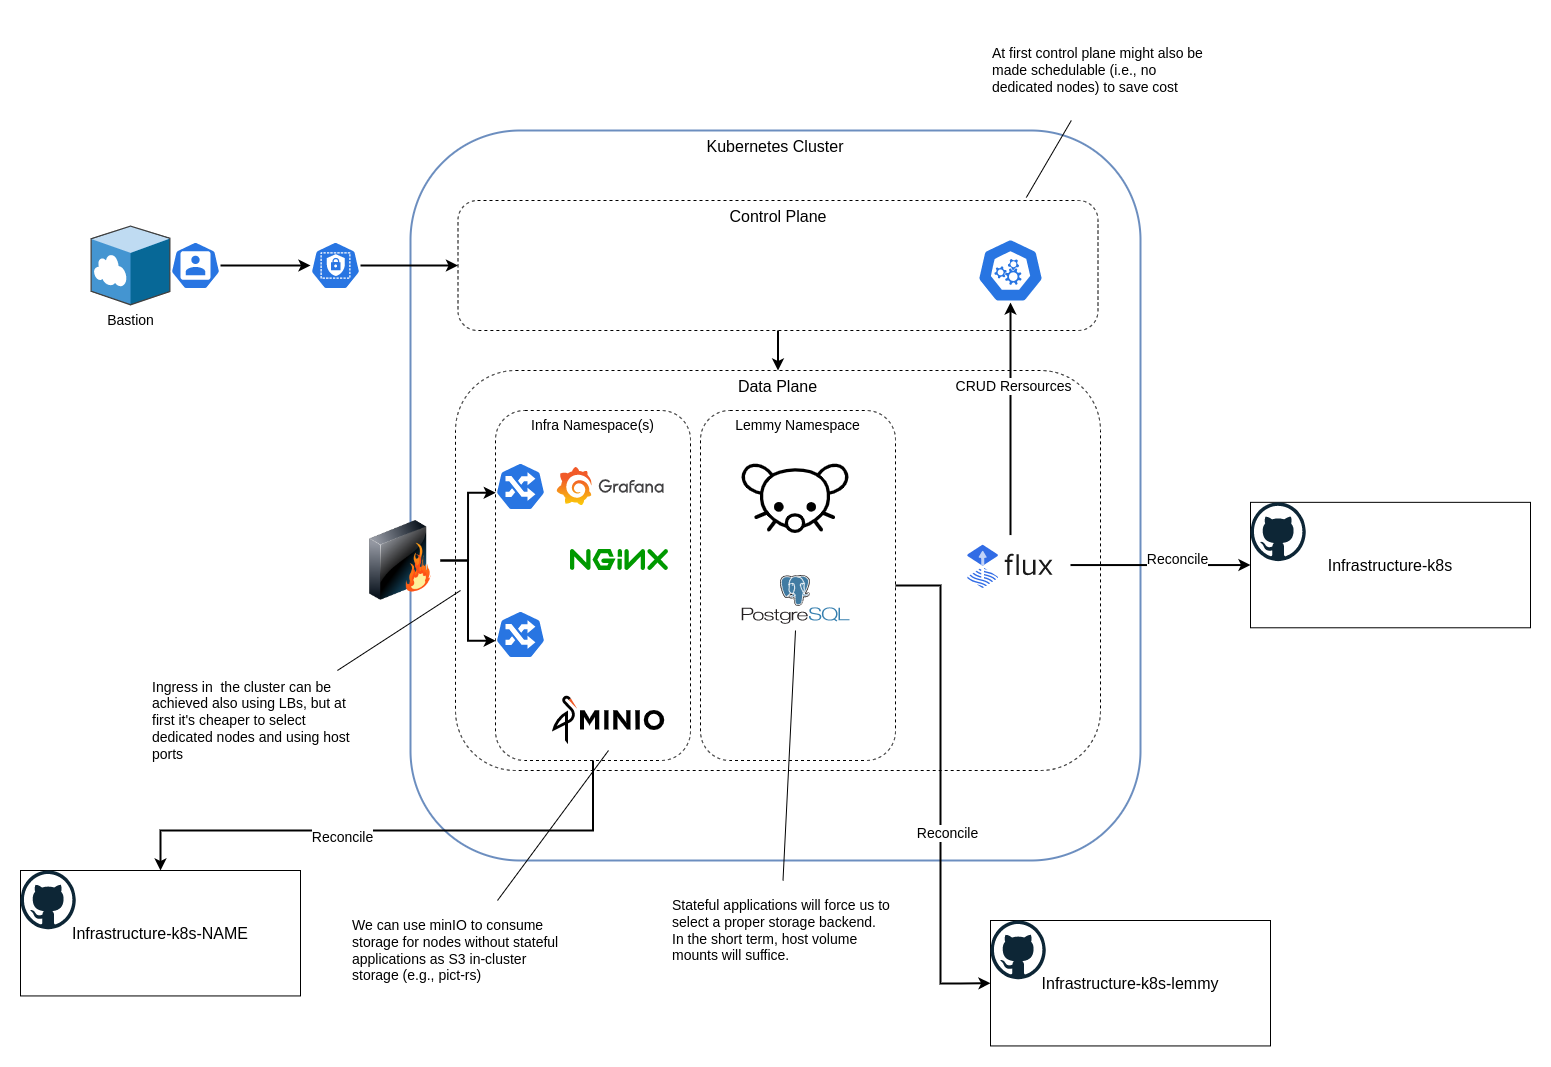 At first control plane might also be
made schedulable (i.e., no
dedicated nodes) to save cost
Kubernetes Cluster
Control Plane
Bastion
CRUD Rersources
Data Plane
Infra Namespace(s)
Lemmy Namespace
Grafana
NGINX
PostgreSQL
flux
Reconcile
Infrastructure-k8s
MINIO
Ingress in  the cluster can be
achieved also using LBs, but at
first it's cheaper to select
dedicated nodes and using host
ports
Reconcile
Reconcile
Infrastructure-k8s-NAME
We can use minIO to consume
storage for nodes without stateful
applications as S3 in-cluster
storage (e.g., pict-rs)
Stateful applications will force us to
select a proper storage backend.
In the short term, host volume
mounts will suffice.
Infrastructure-k8s-lemmy